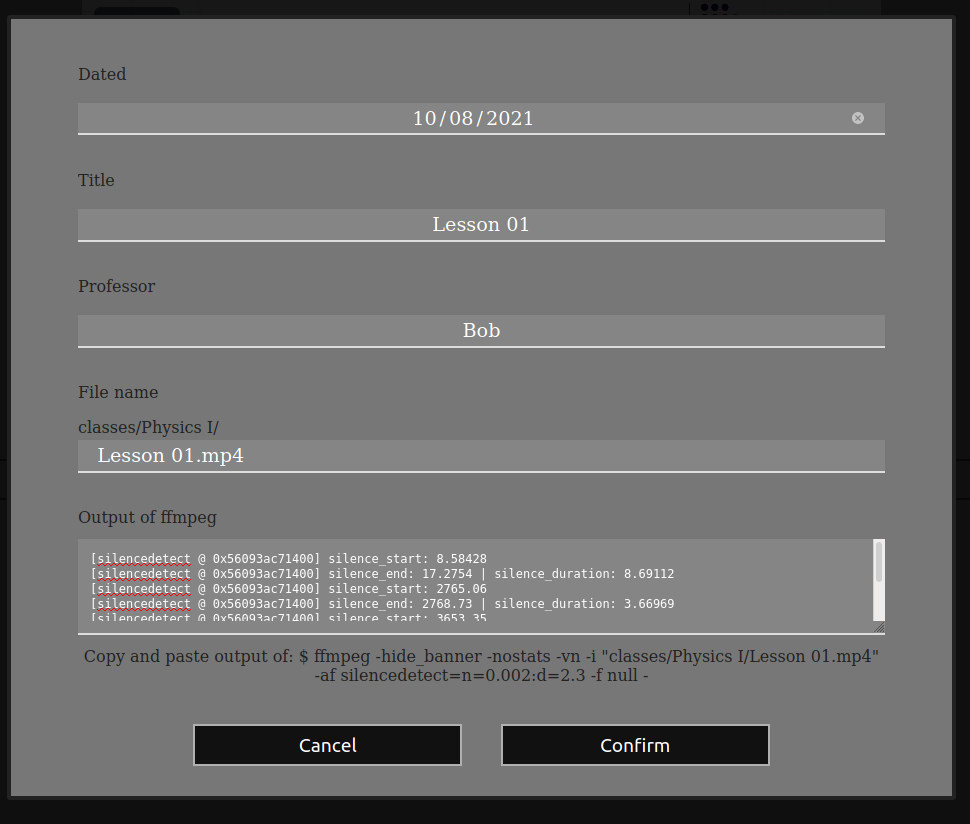 Dated
10/08/2021
Title
Lesson 01
Professor
Bob
File name
classes/Physics I/
Lesson 01.mp4
Output of ffmpeg
[silencedetect @ 0x56093ac71400] silence_start: 8.58428
[silencedetect @ 0x56093ac71400] silence_end: 17.2754 | silence_duration: 8.69112
[silencedetect @ 0x56093ac71400] silence_start: 2765.06
[silencedetect @ 0x56093ac71400] silence_end: 2768.73 | silence_duration: 3.66969
[silencedetect @ 0x56093ac71400] silence_start: 3653.35
Copy and paste output of: $ ffmpeg -hide_banner -nostats -vn -i "classes/Physics I/Lesson 01.mp4"
-af silencedetect=n=0.002:d=2.3 -f null -
Cancel
Confirm